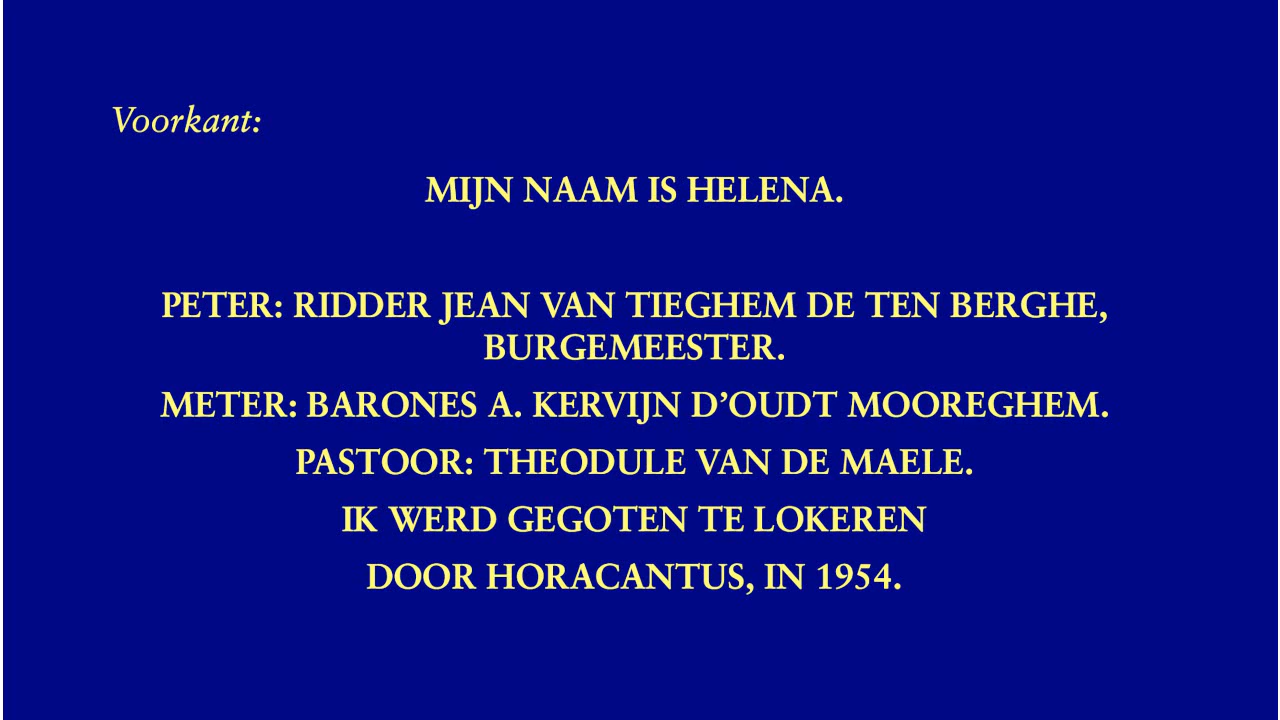 Voorkant:
MIJN NAAM IS HELENA.
PETER: RIDDER JEAN VAN TIEGHEM DE TEN BERGHE,
BURGEMEESTER.
METER: BARONES A. KERVIJN D’OUDT MOOREGHEM.
PASTOOR: THEODULE VAN DE MAELE.
IK WERD GEGOTEN TE LOKEREN
DOOR HORACANTUS, IN 1954.